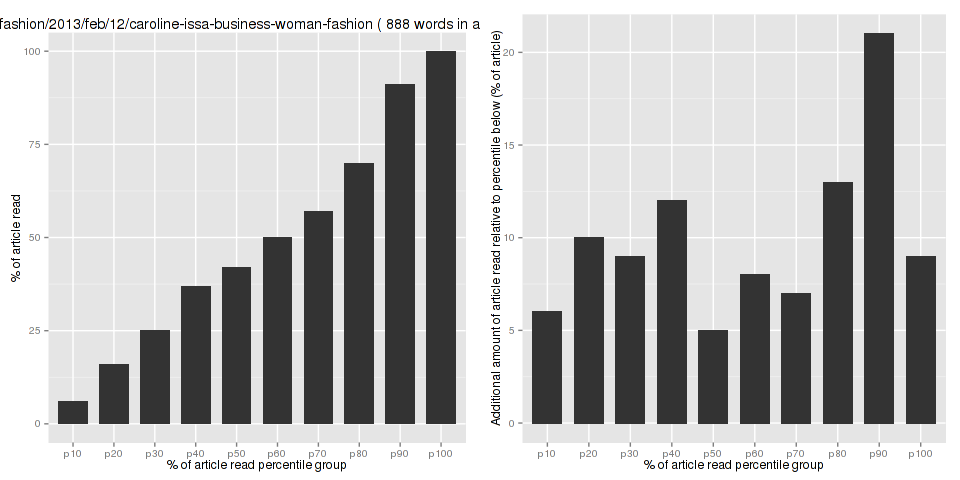 fashion/2013/feb/12/caroline-issa-business-woman-fashion ( 888 words in a
% of article read
100
75
50
25
0
p10 p20 p30 p40 p50 p60 p70 p80 p90 p100
% of article read percentile group
Additional amount of article read relative to percentile below (% of article)
20
15
10
5
0
p10 p20 p30 p40 p50 p60 p70 p80 p90 p100
% of article read percentile group